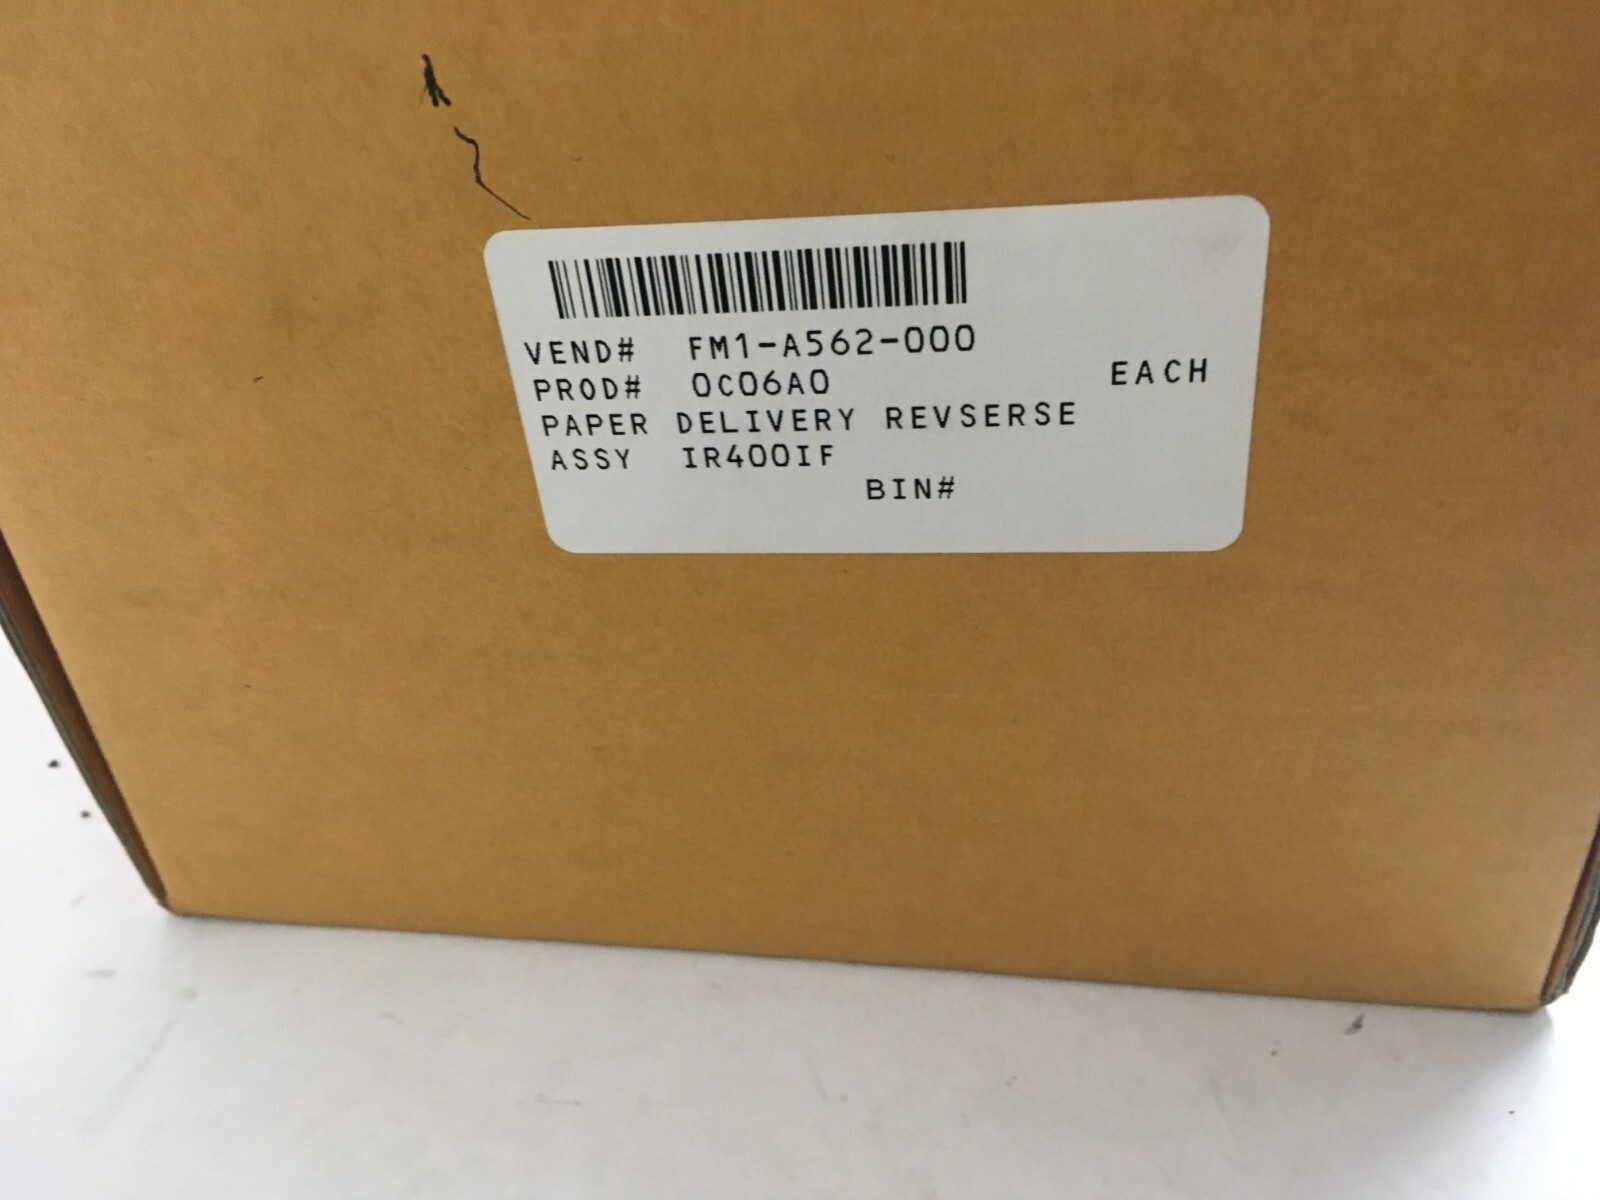 VEND# FM1-A562-000
PROD# 0C06A0 EACH
PAPER DELIVERY REVSERSE
ASSY IR400IF
BIN#